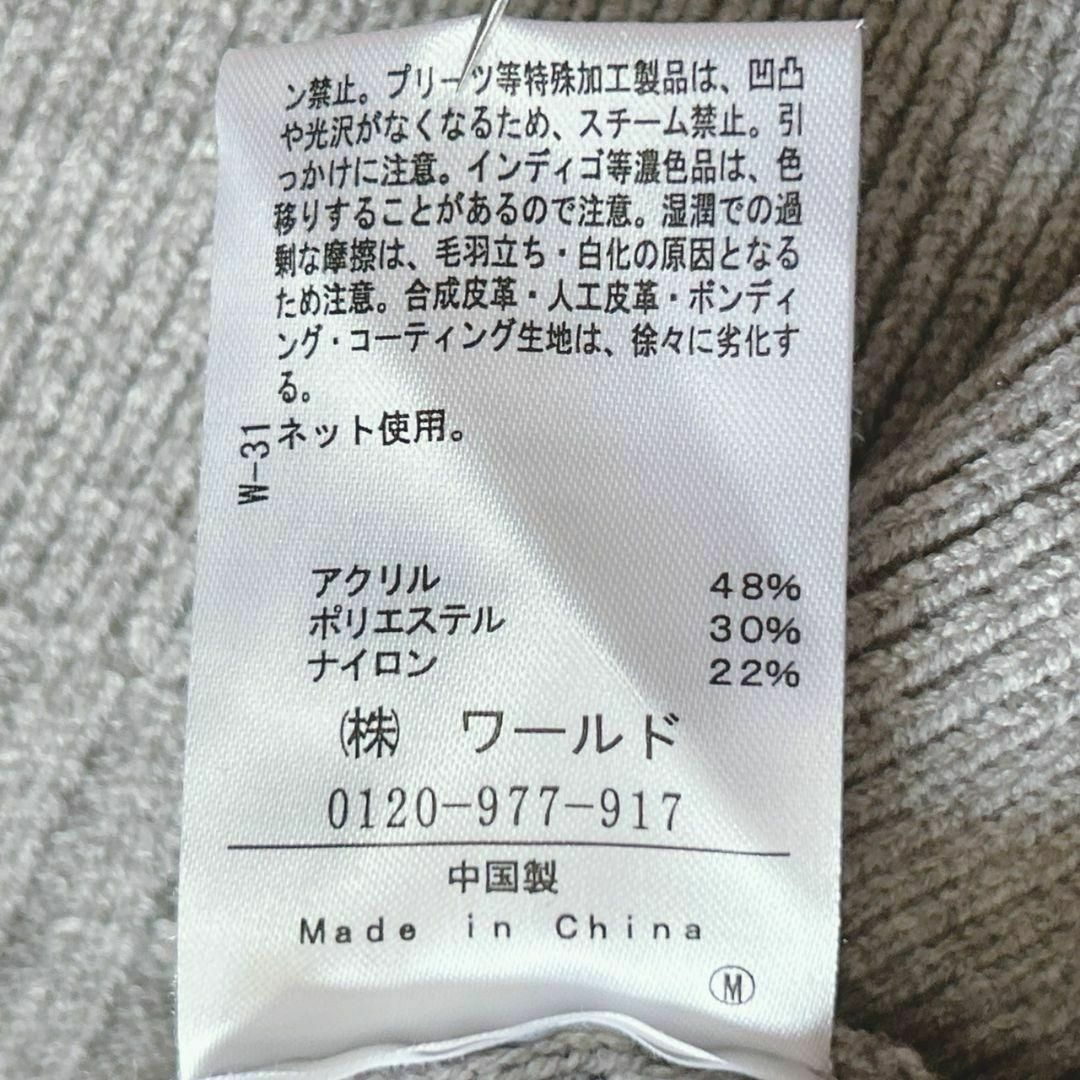 ン禁止。プリーツ等特殊加工製品は、凹凸
や光沢がなくなるため、スチーム禁止。引
っかけに注意。インディゴ等濃色品は、色
移りすることがあるので注意。湿潤での過
剰な摩擦は、毛羽立ち・白化の原因となる
ため注意。合成皮革・人工皮革・ボンディ
ング・コーティング生地は、徐々に劣化す
る。
ネット使用。
W-31
アクリル 48%
ポリエステル 30%
ナイロン 22%
㈱ ワールド
0120-977-917
中国製
Made in China
Ⓜ